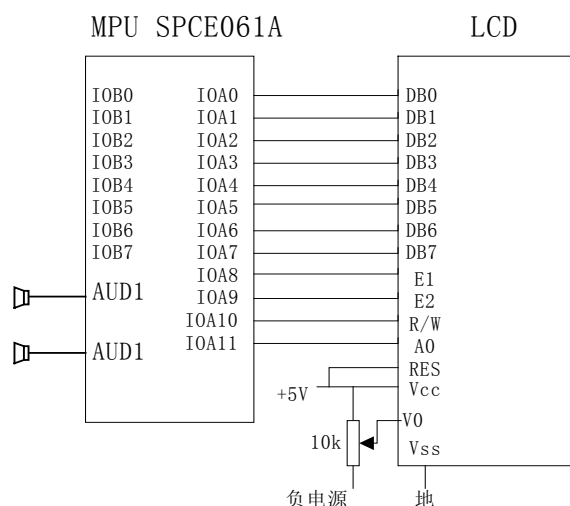 MPU SPCE061A LCD
IOB0 IOA0 DB0
IOB1 IOA1 DB1
IOB2 IOA2 DB2
IOB3 IOA3 DB3
IOB4 IOA4 DB4
IOB5 IOA5 DB5
IOB6 IOA6 DB6
IOB7 IOA7 DB7
IOA8 E1
AUD1 IOA9 E2
IOA10 R/W
AUD1 IOA11 A0
RES
+5V Vcc
V0
10k Vss
负电源 地